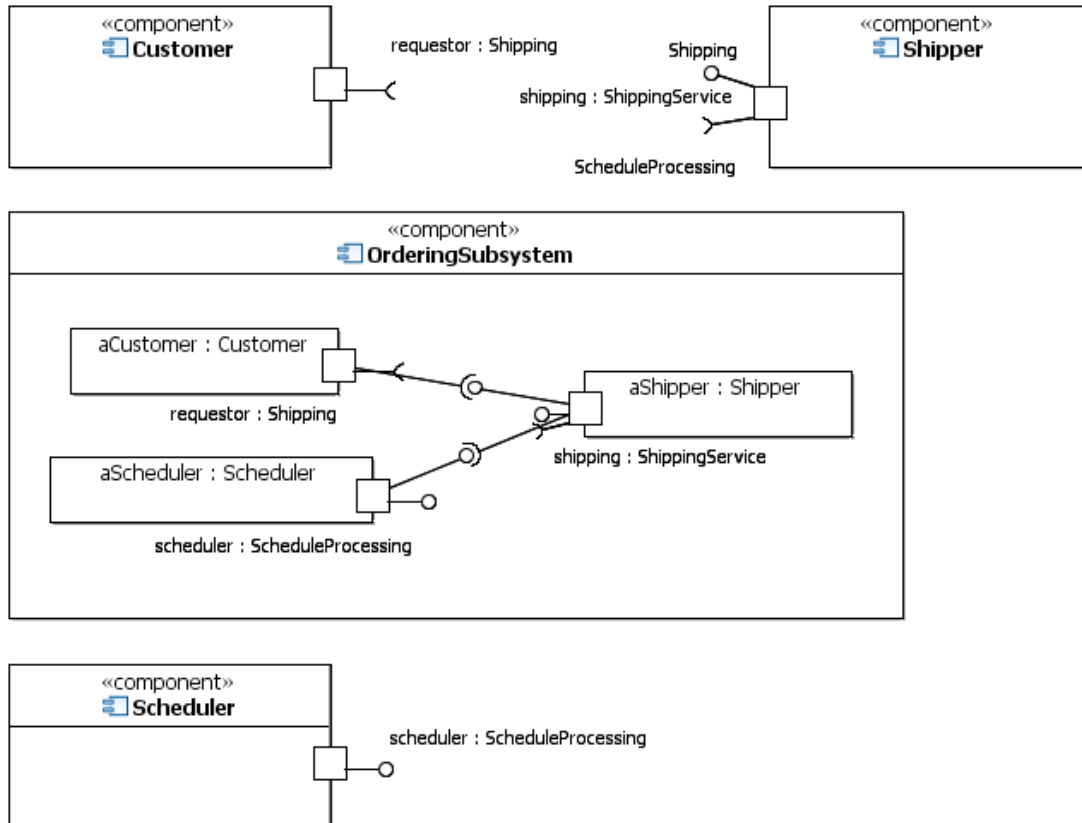 «component»
Customer
requestor : Shipping
Shipping
shipping : ShippingService
ScheduleProcessing
«component»
Shipper
«component»
OrderingSubsystem
aCustomer : Customer
requestor : Shipping
aShipper : Shipper
shipping : ShippingService
aScheduler : Scheduler
scheduler : ScheduleProcessing
«component»
Scheduler
scheduler : ScheduleProcessing